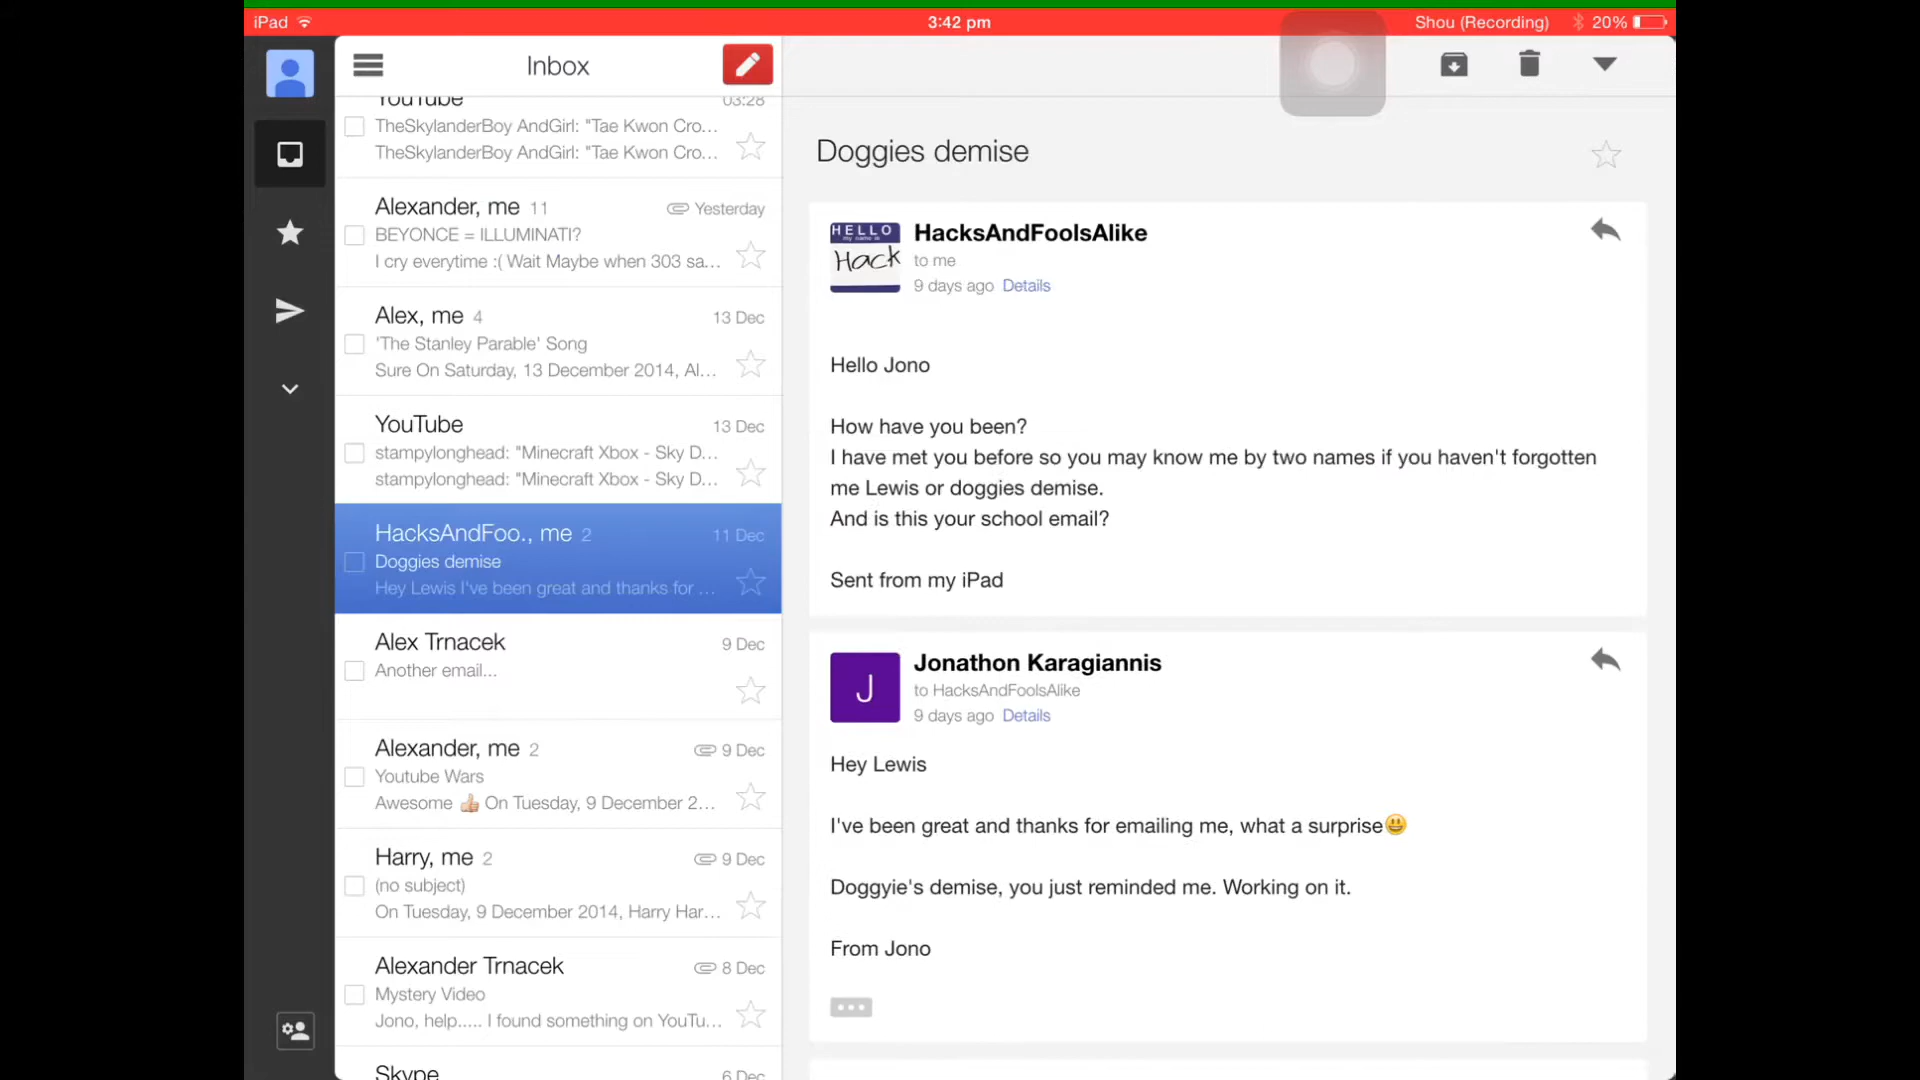 iPad
3:42 pm
Shou (Recording)
20%
Inbox
YouTube
03:28
TheSkylanderBoy AndGirl: "Tae Kwon Cro...
TheSkylanderBoy AndGirl: "Tae Kwon Cro...
Alexander, me 11
Yesterday
BEYONCE = ILLUMINATI?
I cry everytime :( Wait Maybe when 303 sa...
Alex, me 4
13 Dec
'The Stanley Parable' Song
Sure On Saturday, 13 December 2014, Al...
YouTube
13 Dec
stampylonghead: "Minecraft Xbox - Sky D...
stampylonghead: "Minecraft Xbox - Sky D...
HacksAndFoo., me 2
11 Dec
Doggies demise
Hey Lewis I've been great and thanks for ...
Alex Trnacek
9 Dec
Another email...
Alexander, me 2
9 Dec
Youtube Wars
Awesome 👍 On Tuesday, 9 December 2...
Harry, me 2
9 Dec
(no subject)
On Tuesday, 9 December 2014, Harry Har...
Alexander Trnacek
8 Dec
Mystery Video
Jono, help..... I found something on YouTu...
Skype
6 Dec
Doggies demise
HELLO
my name is
Hack
HacksAndFoolsAlike
to me
9 days ago Details
Hello Jono
How have you been?
I have met you before so you may know me by two names if you haven't forgotten
me Lewis or doggies demise.
And is this your school email?
Sent from my iPad
J
Jonathon Karagiannis
to HacksAndFoolsAlike
9 days ago Details
Hey Lewis
I've been great and thanks for emailing me, what a surprise😃
Doggyie's demise, you just reminded me. Working on it.
From Jono